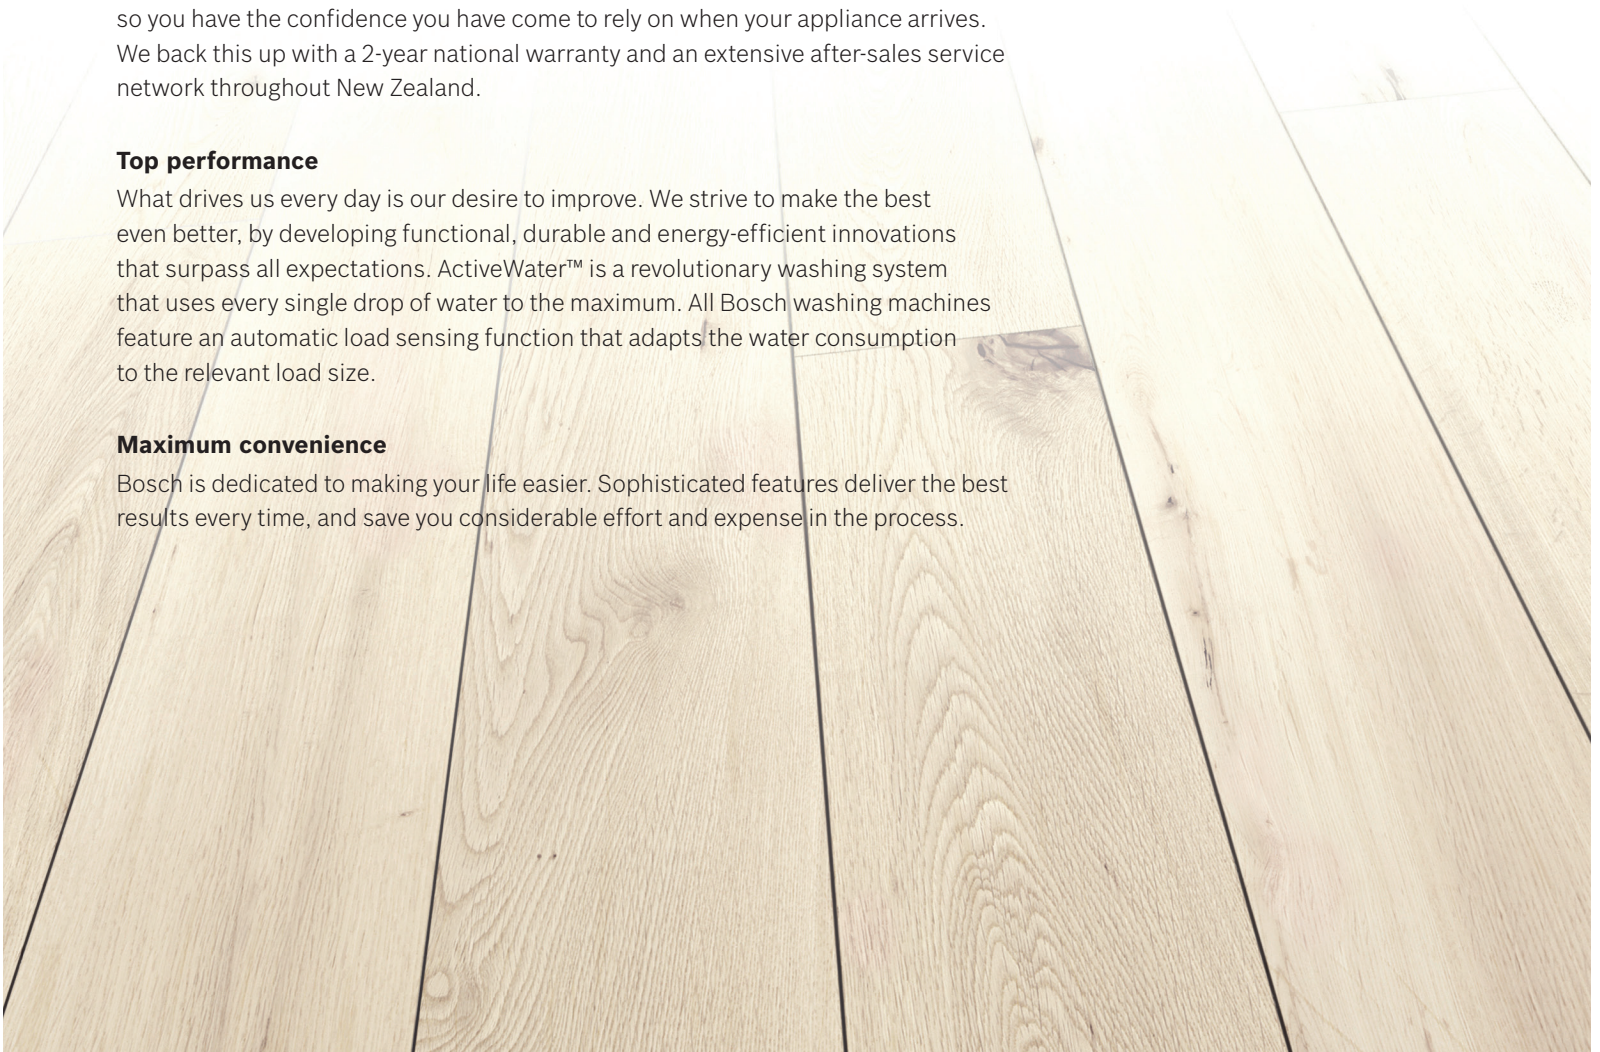 so you have the confidence you have come to rely on when your appliance arrives.
We back this up with a 2-year national warranty and an extensive after-sales service
network throughout New Zealand.
Top performance
What drives us every day is our desire to improve. We strive to make the best
even better, by developing functional, durable and energy-efficient innovations
that surpass all expectations. ActiveWater™ is a revolutionary washing system
that uses every single drop of water to the maximum. All Bosch washing machines
feature an automatic load sensing function that adapts the water consumption
to the relevant load size.
Maximum convenience
Bosch is dedicated to making your life easier. Sophisticated features deliver the best
results every time, and save you considerable effort and expense in the process.